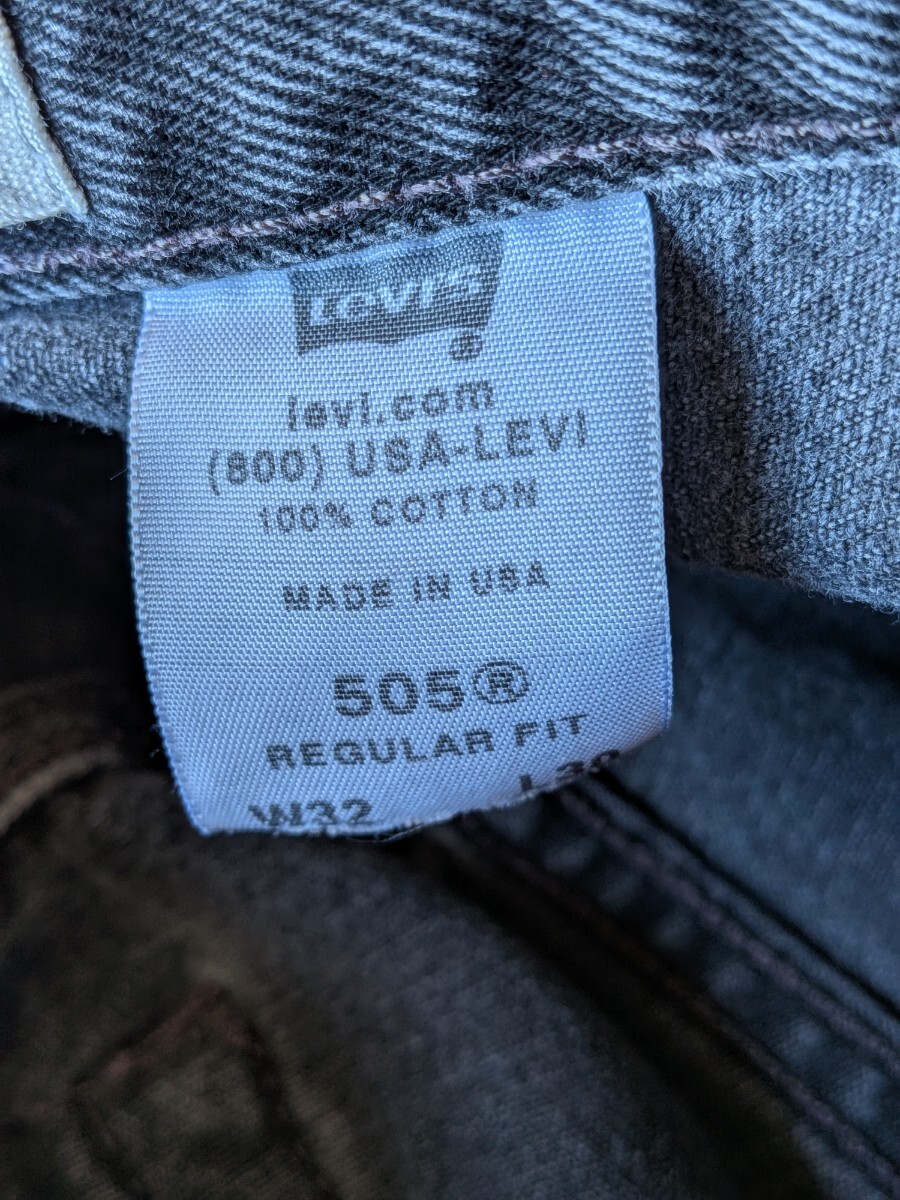 LEVI'S
®
levi.com
(800) USA-LEVI
100% COTTON
MADE IN USA
505®
REGULAR FIT
W32